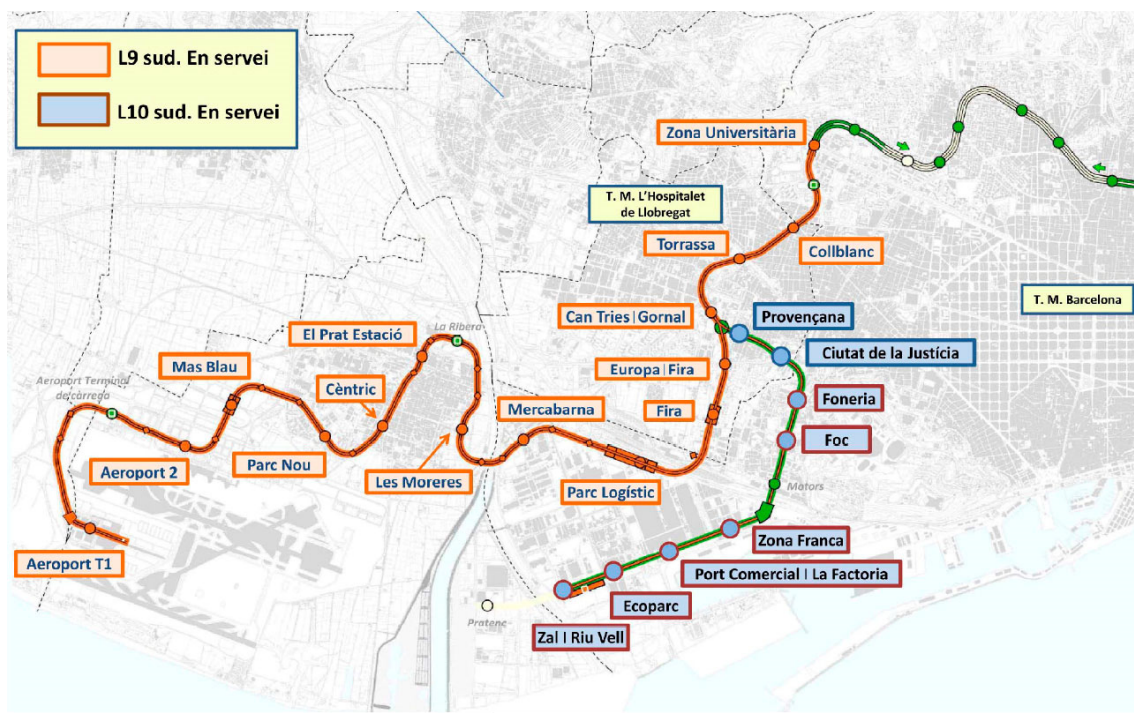 L9 sud. En servei
L10 sud. En servei
Zona Universitària
T. M. L'Hospitalet
de Llobregat
Torrassa
Collblanc
T. M. Barcelona
Can Tries|Gornal
Provençana
La Ribera
El Prat Estació
Ciutat de la Justícia
Mas Blau
Europa|Fira
Aeroport Terminal
de càrrega
Cèntric
Foneria
Mercabarna
Fira
Foc
Aeroport 2
Parc Nou
Les Moreres
Parc Logístic
Motors
Zona Franca
Aeroport T1
Port Comercial | La Factoria
Ecoparc
Pratenc
Zal | Riu Vell